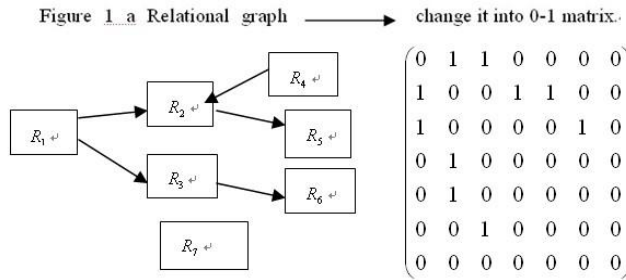 Figure 1 a Relational graph change it into 0-1 matrix.
R4
R2
R1
R5
R3
R6
R7
0 1 1 0 0 0 0
1 0 0 1 1 0 0
1 0 0 0 0 1 0
0 1 0 0 0 0 0
0 1 0 0 0 0 0
0 0 1 0 0 0 0
0 0 0 0 0 0 0